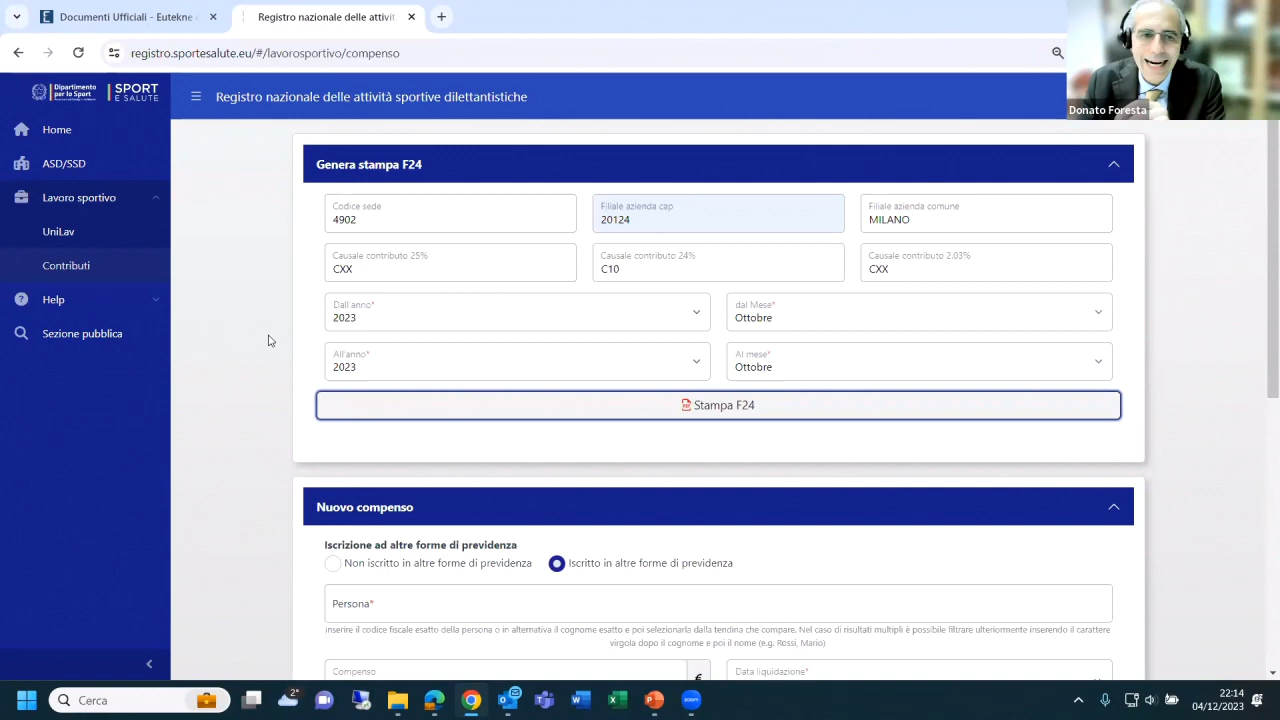 Documenti Ufficiali - Eutekne
Registro nazionale delle attivit
registro.sportesalute.eu/#/lavorosportivo/compenso
Donato Foresta
Dipartimento
per lo Sport
SPORT
E SALUTE
Registro nazionale delle attività sportive dilettantistiche
Home
ASD/SSD
Lavoro sportivo
UniLav
Contributi
Help
Sezione pubblica
Genera stampa F24
Codice sede
4902
Filiale azienda cap
20124
Filiale azienda comune
MILANO
Causale contributo 25%
CXX
Causale contributo 24%
C10
Causale contributo 2.03%
CXX
Dall'anno*
2023
dal Mese*
Ottobre
All'anno*
2023
Al mese*
Ottobre
Stampa F24
Nuovo compenso
Iscrizione ad altre forme di previdenza
Non iscritto in altre forme di previdenza
Iscritto in altre forme di previdenza
Persona*
inserire il codice fiscale esatto della persona o in alternativa il cognome esatto e poi selezionarla dalla tendina che compare. Nel caso di risultati multipli è possibile filtrare ulteriormente inserendo il carattere
virgola dopo il cognome e poi il nome (e.g. Rossi, Mario)
Compenso
€
Data liquidazione*
Cerca
22:14
04/12/2023